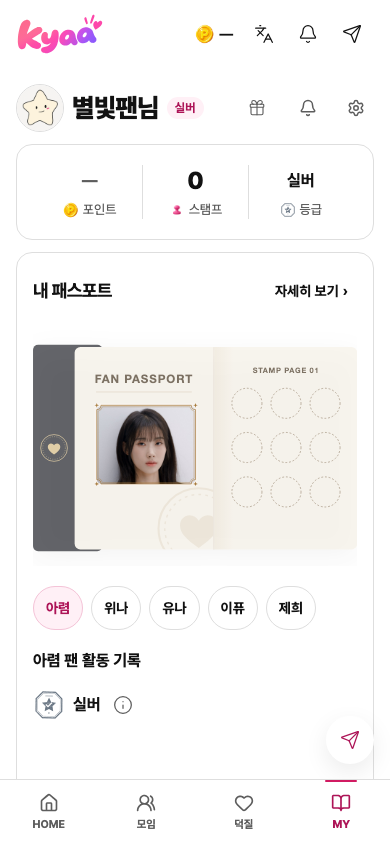 Kyaa
—
별빛팬님 실버
— 0 실버
포인트 스탬프 등급
내 패스포트 자세히 보기 ›
FAN PASSPORT
STAMP PAGE 01
아렴 위나 유나 이퓨 제희
아렴 팬 활동 기록
실버
HOME 모임 덕질 MY